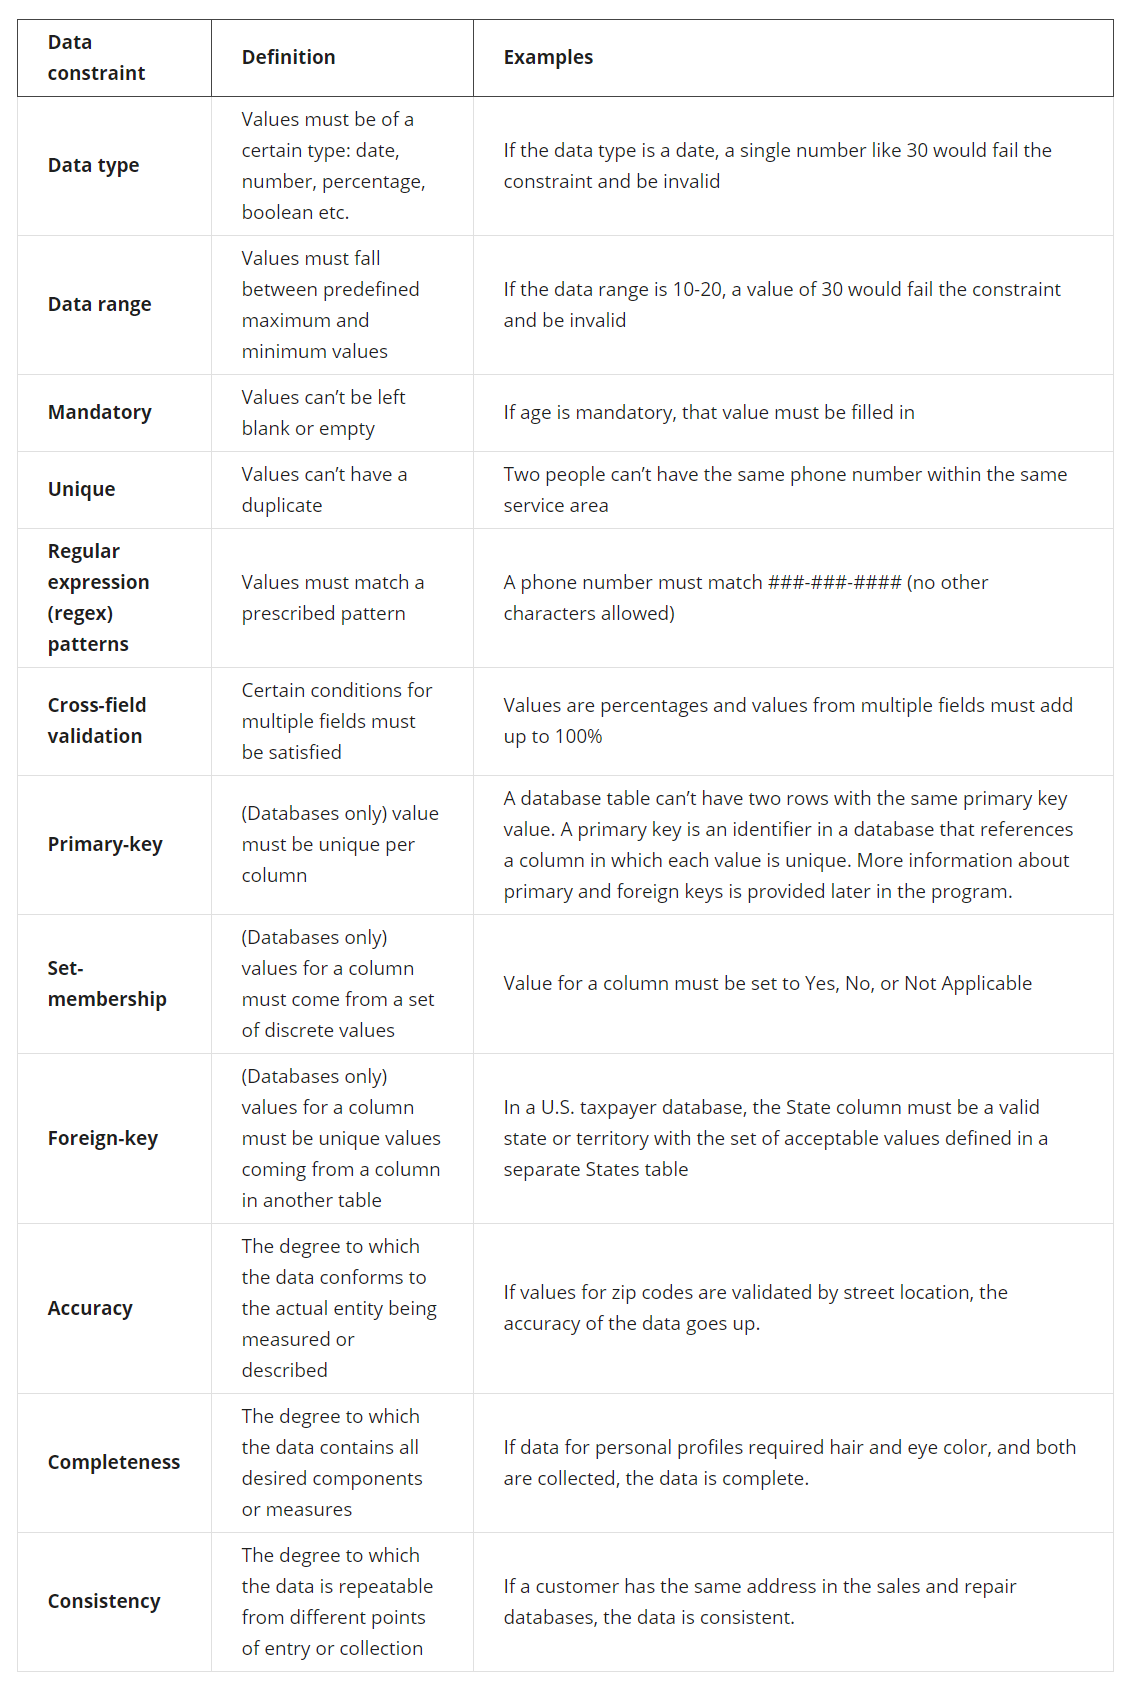 Data
constraint
Definition
Examples
Data type
Values must be of a
certain type: date,
number, percentage,
boolean etc.
If the data type is a date, a single number like 30 would fail the
constraint and be invalid
Data range
Values must fall
between predefined
maximum and
minimum values
If the data range is 10-20, a value of 30 would fail the constraint
and be invalid
Mandatory
Values can’t be left
blank or empty
If age is mandatory, that value must be filled in
Unique
Values can’t have a
duplicate
Two people can’t have the same phone number within the same
service area
Regular
expression
(regex)
patterns
Values must match a
prescribed pattern
A phone number must match ###-###-#### (no other
characters allowed)
Cross-field
validation
Certain conditions for
multiple fields must
be satisfied
Values are percentages and values from multiple fields must add
up to 100%
Primary-key
(Databases only) value
must be unique per
column
A database table can’t have two rows with the same primary key
value. A primary key is an identifier in a database that references
a column in which each value is unique. More information about
primary and foreign keys is provided later in the program.
Set-
membership
(Databases only)
values for a column
must come from a set
of discrete values
Value for a column must be set to Yes, No, or Not Applicable
Foreign-key
(Databases only)
values for a column
must be unique values
coming from a column
in another table
In a U.S. taxpayer database, the State column must be a valid
state or territory with the set of acceptable values defined in a
separate States table
Accuracy
The degree to which
the data conforms to
the actual entity being
measured or
described
If values for zip codes are validated by street location, the
accuracy of the data goes up.
Completeness
The degree to which
the data contains all
desired components
or measures
If data for personal profiles required hair and eye color, and both
are collected, the data is complete.
Consistency
The degree to which
the data is repeatable
from different points
of entry or collection
If a customer has the same address in the sales and repair
databases, the data is consistent.